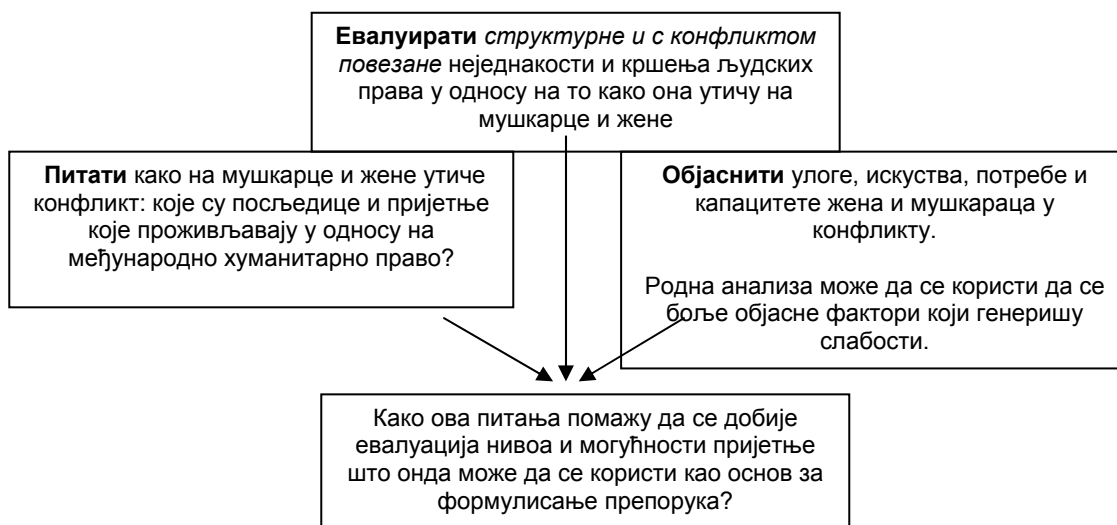 Евалуирати структурне и с конфликтом
повезане неједнакости и кршења људских
права у односу на то како она утичу на
мушкарце и жене
Питати како на мушкарце и жене утиче
конфликт: које су посљедице и пријетње
које проживљавају у односу на
међународно хуманитарно право?
Објаснити улоге, искуства, потребе и
капацитете жена и мушкараца у
конфликту.
Родна анализа може да се користи да се
боље објасне фактори који генеришу
слабости.
Како ова питања помажу да се добије
евалуација нивоа и могућности пријетње
што онда може да се користи као основ за
формулисање препорука?